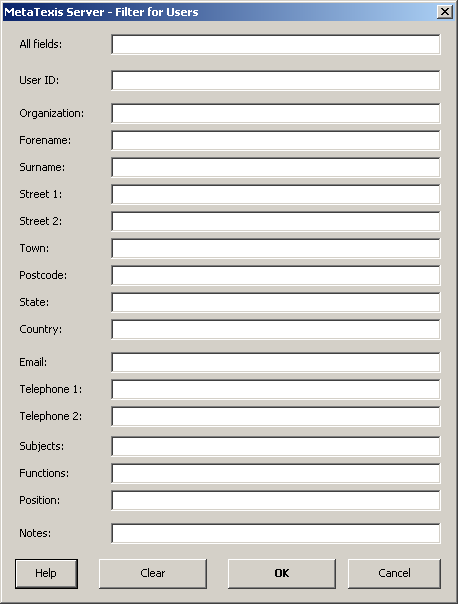 MetaTexis Server - Filter for Users
All fields:
User ID:
Organization:
Forename:
Surname:
Street 1:
Street 2:
Town:
Postcode:
State:
Country:
Email:
Telephone 1:
Telephone 2:
Subjects:
Functions:
Position:
Notes:
Help Clear OK Cancel